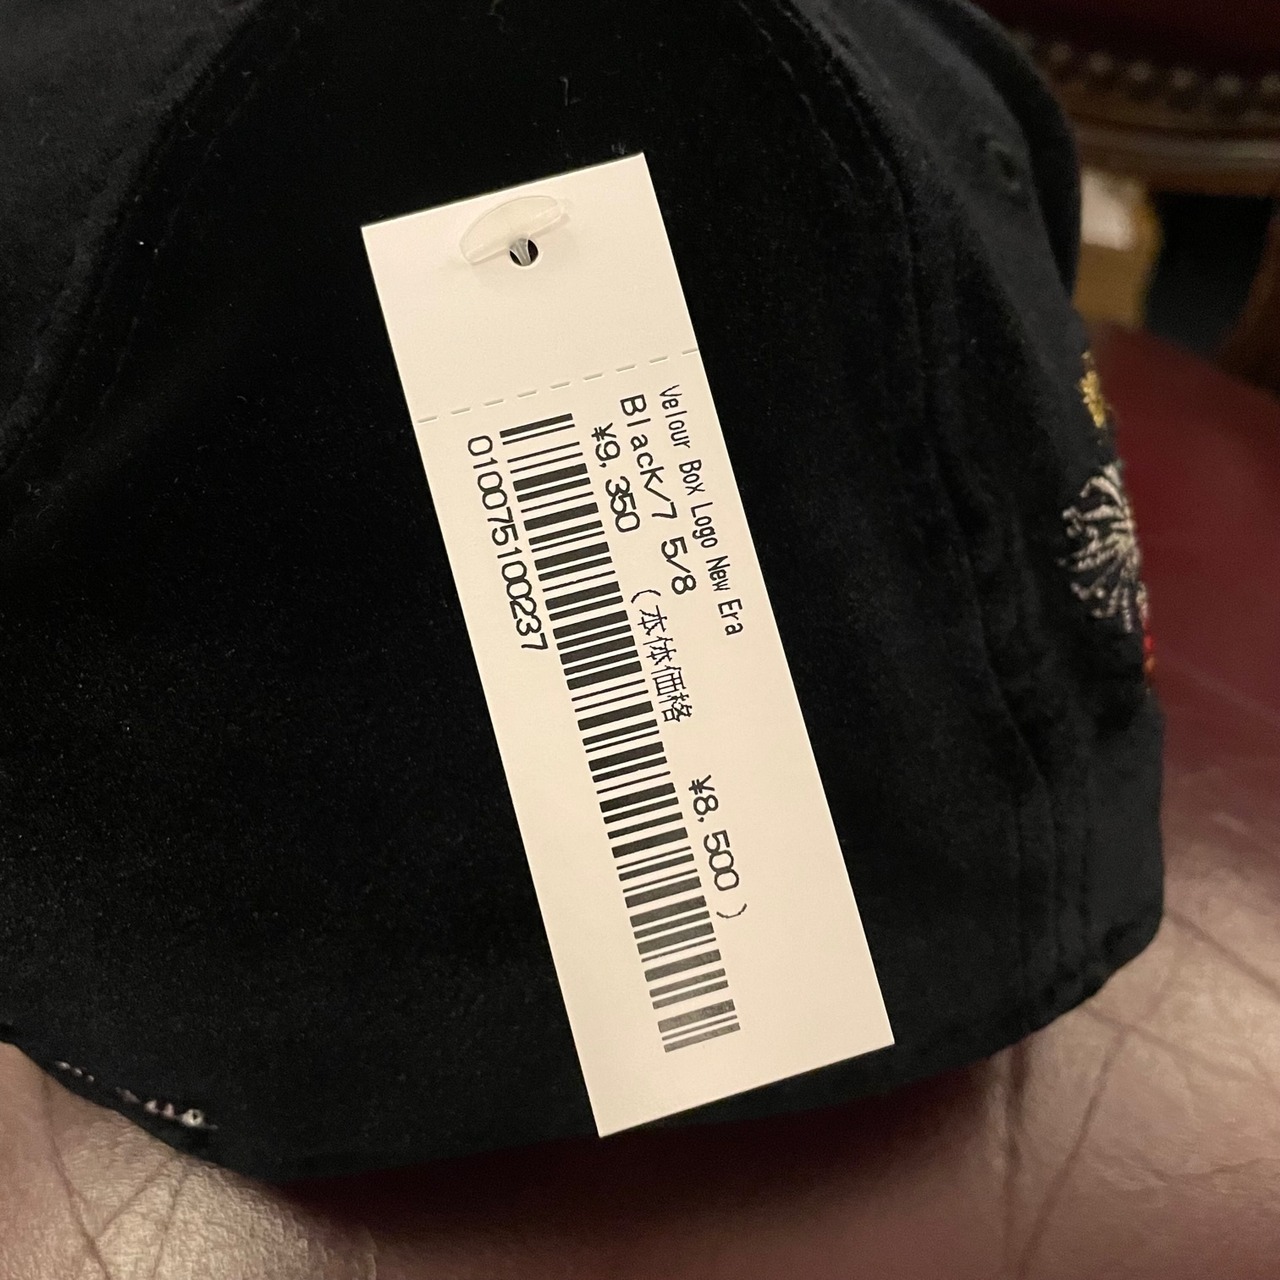 Velour Box Logo New Era
Black/7 5/8
¥9,350 (本体価格 ¥8,500)
010075100237